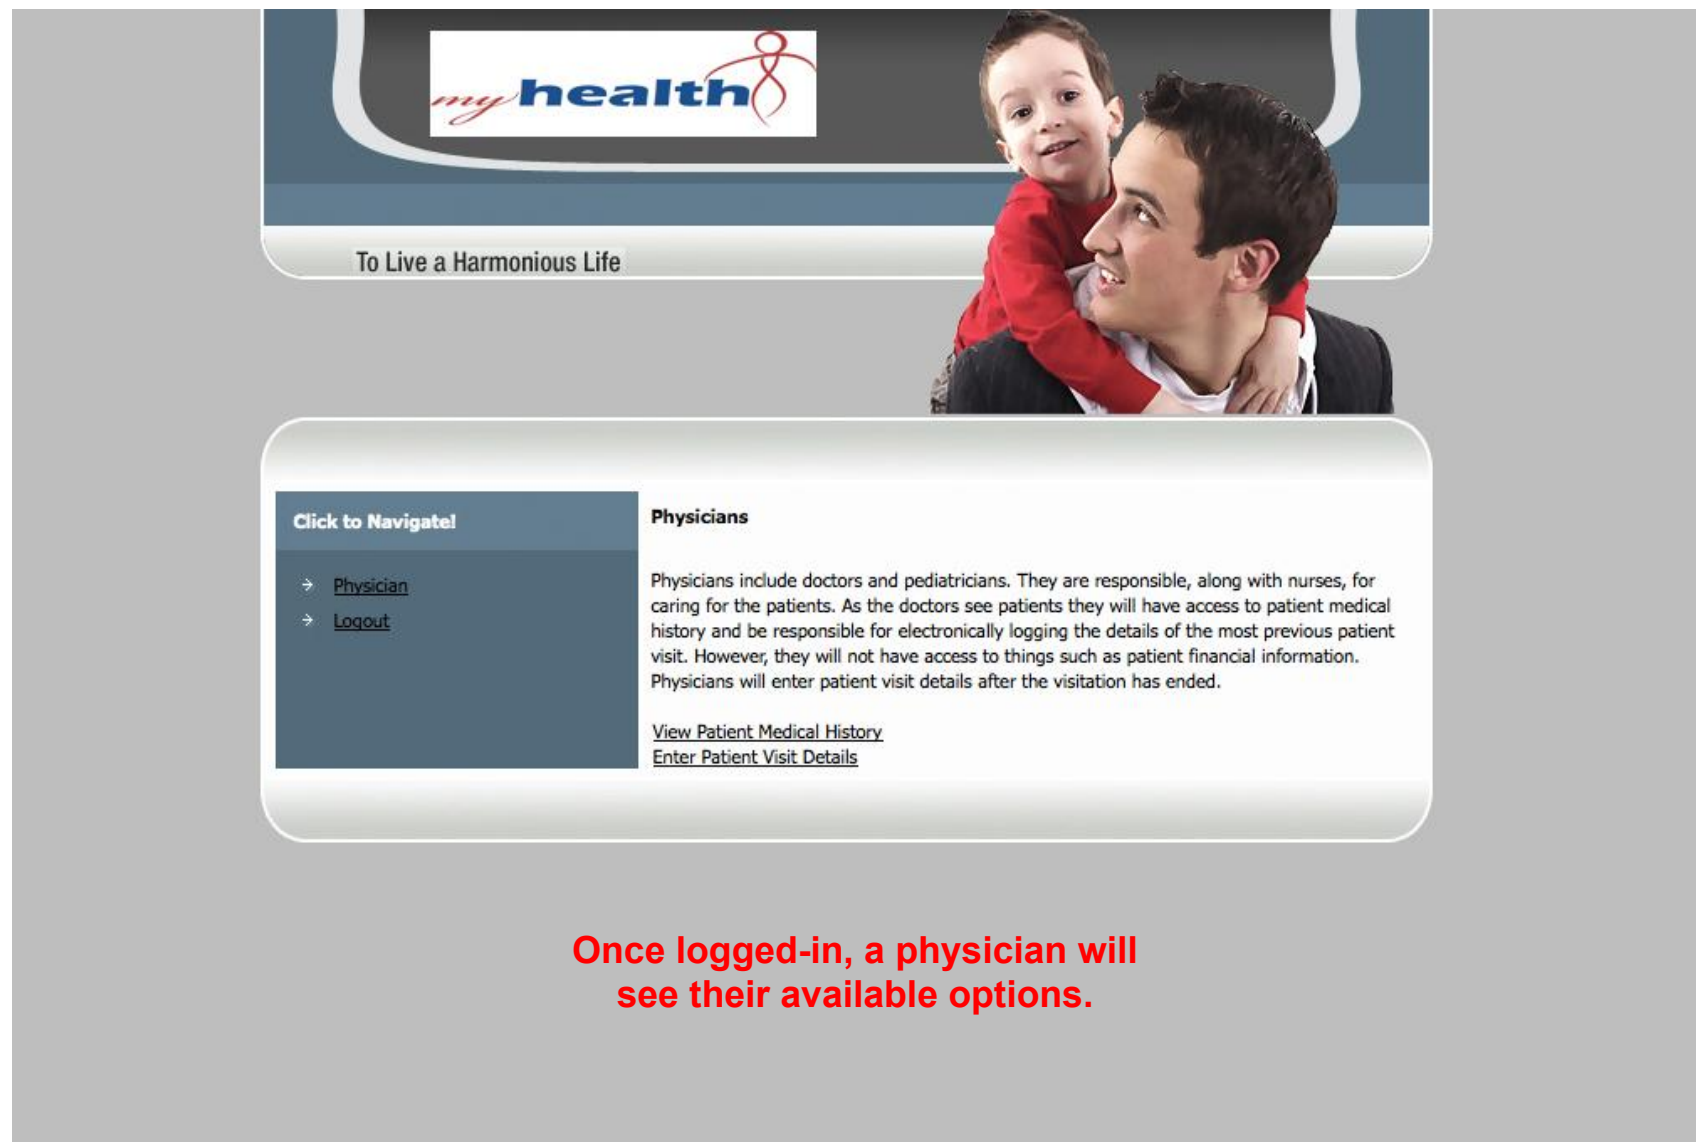 myhealth
To Live a Harmonious Life
Click to Navigate!
Physician
Logout
Physicians
Physicians include doctors and pediatricians. They are responsible, along with nurses, for
caring for the patients. As the doctors see patients they will have access to patient medical
history and be responsible for electronically logging the details of the most previous patient
visit. However, they will not have access to things such as patient financial information.
Physicians will enter patient visit details after the visitation has ended.
View Patient Medical History
Enter Patient Visit Details
Once logged-in, a physician will
see their available options.